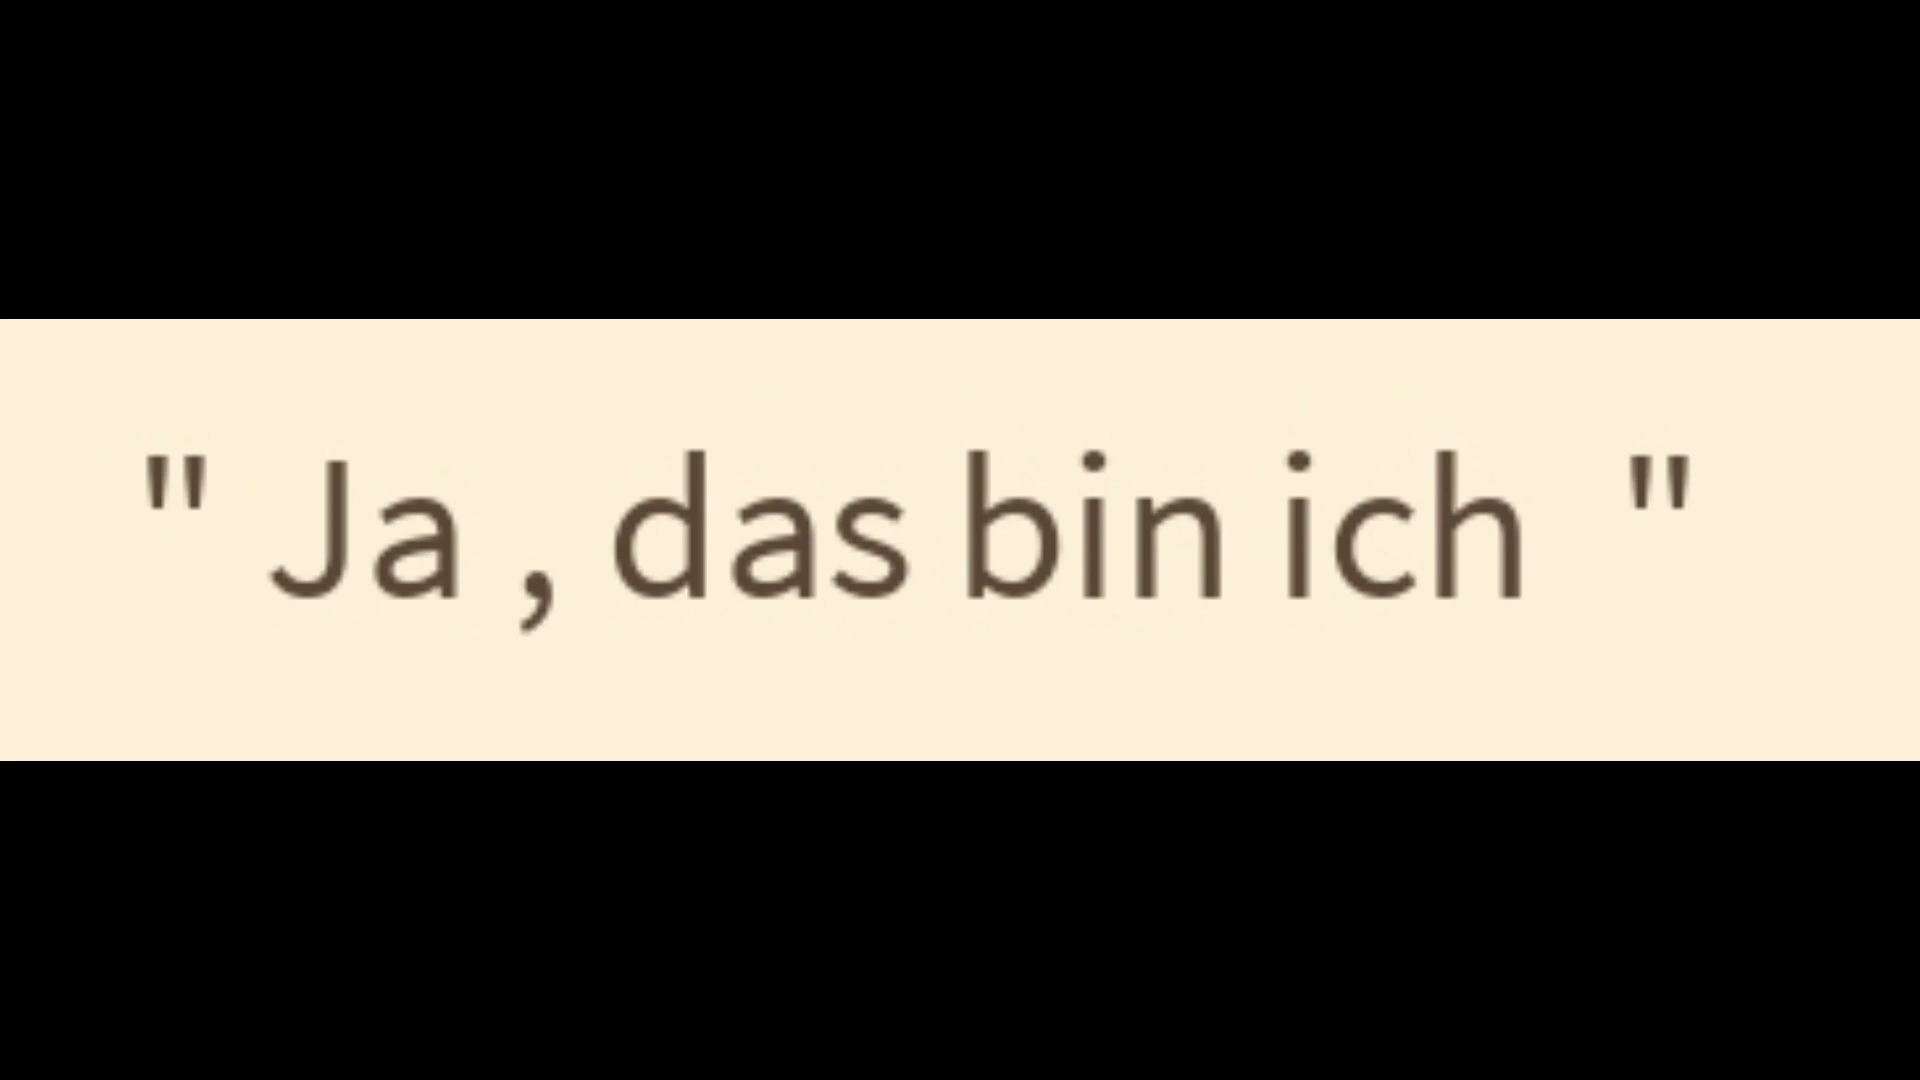 " Ja , das bin ich "